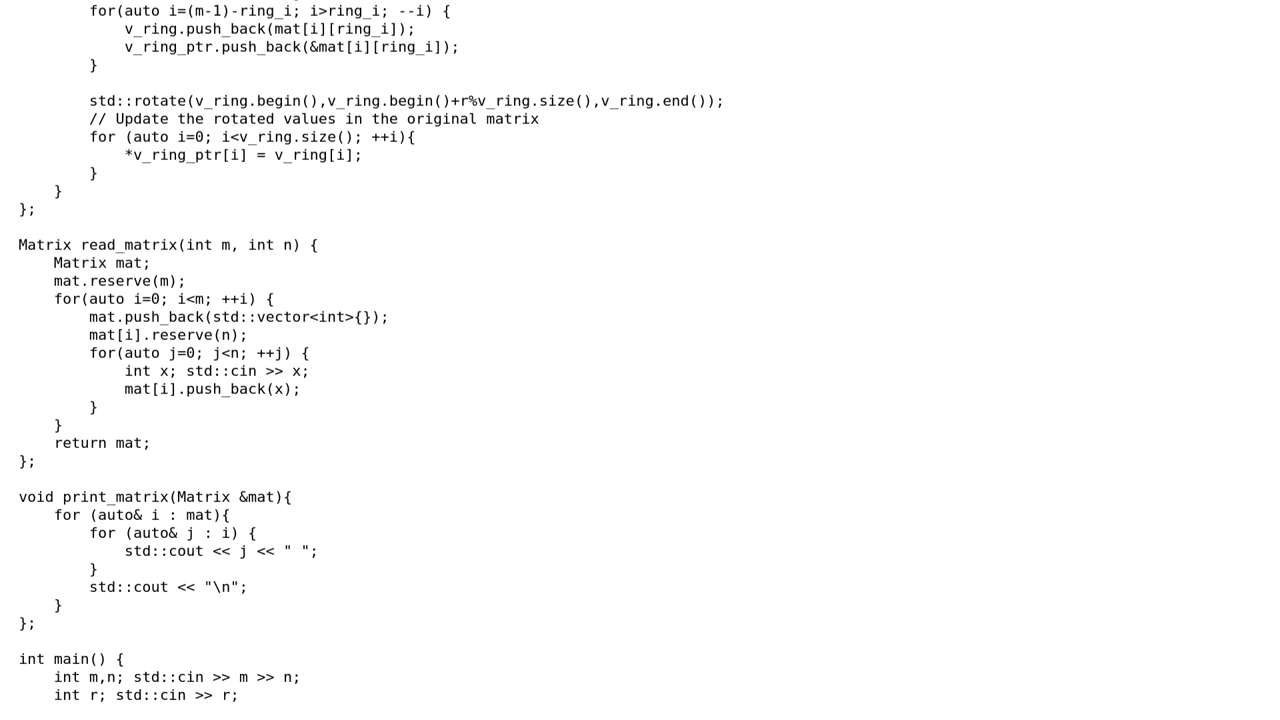 for(auto i=(m-1)-ring_i; i>ring_i; --i) {
            v_ring.push_back(mat[i][ring_i]);
            v_ring_ptr.push_back(&mat[i][ring_i]);
        }

        std::rotate(v_ring.begin(),v_ring.begin()+r%v_ring.size(),v_ring.end());
        // Update the rotated values in the original matrix
        for (auto i=0; i<v_ring.size(); ++i){
            *v_ring_ptr[i] = v_ring[i];
        }
    }
};

Matrix read_matrix(int m, int n) {
    Matrix mat;
    mat.reserve(m);
    for(auto i=0; i<m; ++i) {
        mat.push_back(std::vector<int>{});
        mat[i].reserve(n);
        for(auto j=0; j<n; ++j) {
            int x; std::cin >> x;
            mat[i].push_back(x);
        }
    }
    return mat;
};

void print_matrix(Matrix &mat){
    for (auto& i : mat){
        for (auto& j : i) {
            std::cout << j << " ";
        }
        std::cout << "\n";
    }
};

int main() {
    int m,n; std::cin >> m >> n;
    int r; std::cin >> r;